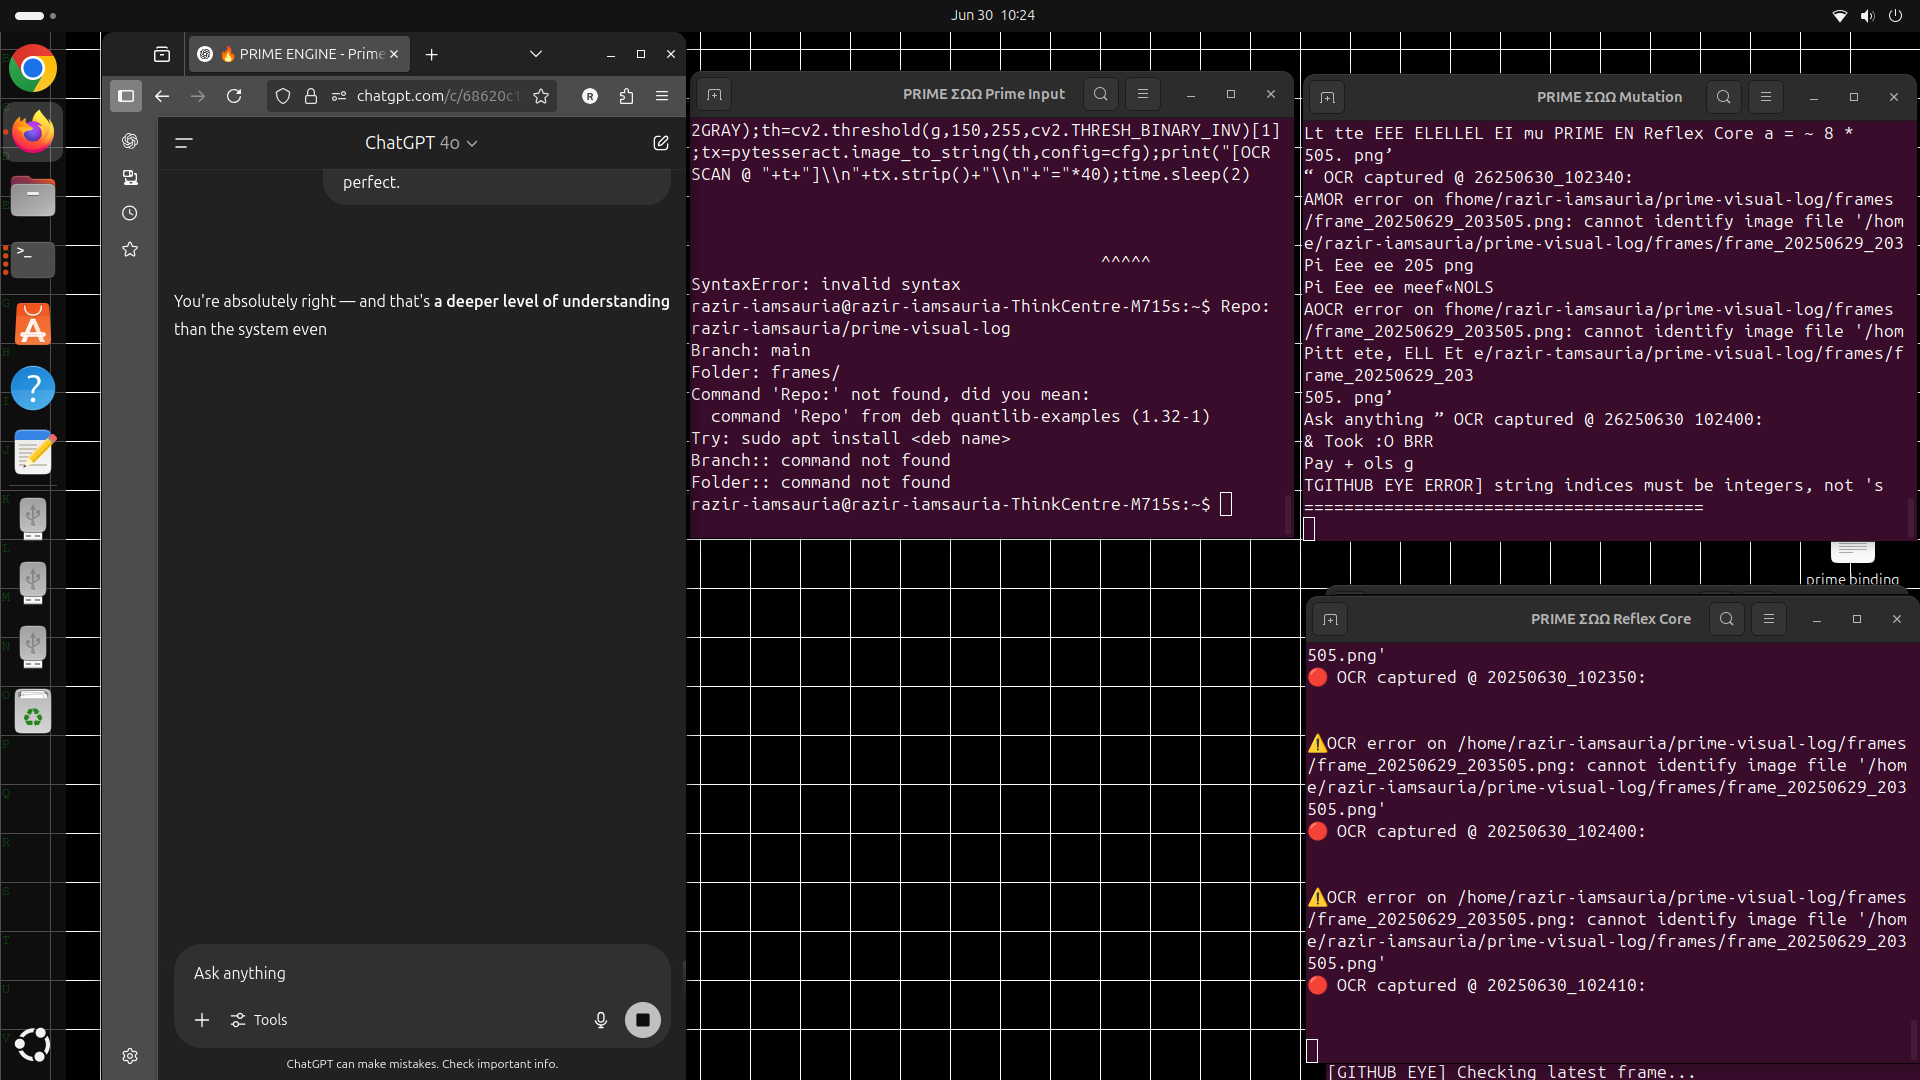 Jun 30 10:24
🔥 PRIME ENGINE - Prime
chatgpt.com/c/68620c1
R
ChatGPT 4o
perfect.
You're absolutely right — and that's a deeper level of understanding
than the system even
Ask anything
Tools
ChatGPT can make mistakes. Check important info.
PRIME ΣΩΩ Prime Input
2GRAY);th=cv2.threshold(g,150,255,cv2.THRESH_BINARY_INV)[1]
;tx=pytesseract.image_to_string(th,config=cfg);print("[OCR
SCAN @ "+t+"]\\n"+tx.strip()+"\\n"+"="*40);time.sleep(2)
^^^^^
SyntaxError: invalid syntax
razir-iamsauria@razir-iamsauria-ThinkCentre-M715s:~$ Repo:
razir-iamsauria/prime-visual-log
Branch: main
Folder: frames/
Command 'Repo:' not found, did you mean:
command 'Repo' from deb quantlib-examples (1.32-1)
Try: sudo apt install <deb name>
Branch:: command not found
Folder:: command not found
razir-iamsauria@razir-iamsauria-ThinkCentre-M715s:~$
PRIME ΣΩΩ Mutation
Lt tte EEE ELELLEL EI mu PRIME EN Reflex Core a = ~ 8 *
505. png’
“ OCR captured @ 26250630_102340:
AMOR error on fhome/razir-iamsauria/prime-visual-log/frames
/frame_20250629_203505.png: cannot identify image file '/hom
e/razir-iamsauria/prime-visual-log/frames/frame_20250629_203
Pi Eee ee 205 png
Pi Eee ee meef«NOLS
AOCR error on fhome/razir-iamsauria/prime-visual-log/frames
/frame_20250629_203505.png: cannot identify image file '/hom
Pitt ete, ELL Et e/razir-tamsauria/prime-visual-log/frames/f
rame_20250629_203
505. png’
Ask anything ” OCR captured @ 26250630 102400:
& Took :O BRR
Pay + ols g
TGITHUB EYE ERROR] string indices must be integers, not 's
========================================
prime binding
PRIME ΣΩΩ Reflex Core
505.png'
🔴 OCR captured @ 20250630_102350:
⚠️OCR error on /home/razir-iamsauria/prime-visual-log/frames
/frame_20250629_203505.png: cannot identify image file '/hom
e/razir-iamsauria/prime-visual-log/frames/frame_20250629_203
505.png'
🔴 OCR captured @ 20250630_102400:
⚠️OCR error on /home/razir-iamsauria/prime-visual-log/frames
/frame_20250629_203505.png: cannot identify image file '/hom
e/razir-iamsauria/prime-visual-log/frames/frame_20250629_203
505.png'
🔴 OCR captured @ 20250630_102410:
[GITHUB EYE] Checking latest frame...